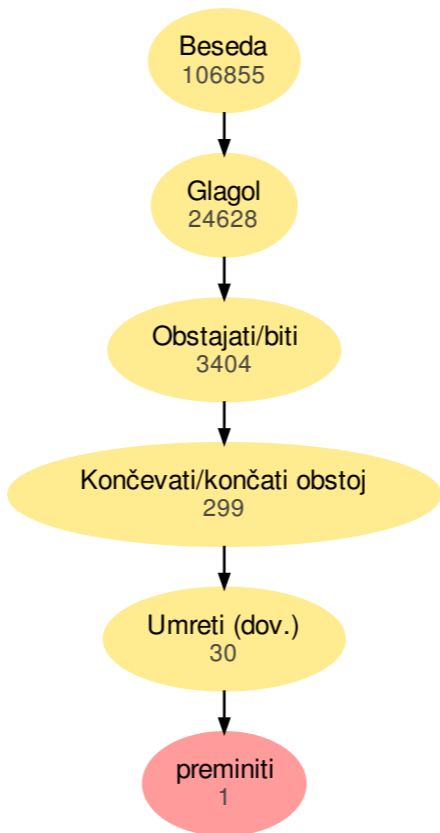 Beseda
106855
Glagol
24628
Obstajati/biti
3404
Končevati/končati obstoj
299
Umreti (dov.)
30
preminiti
1